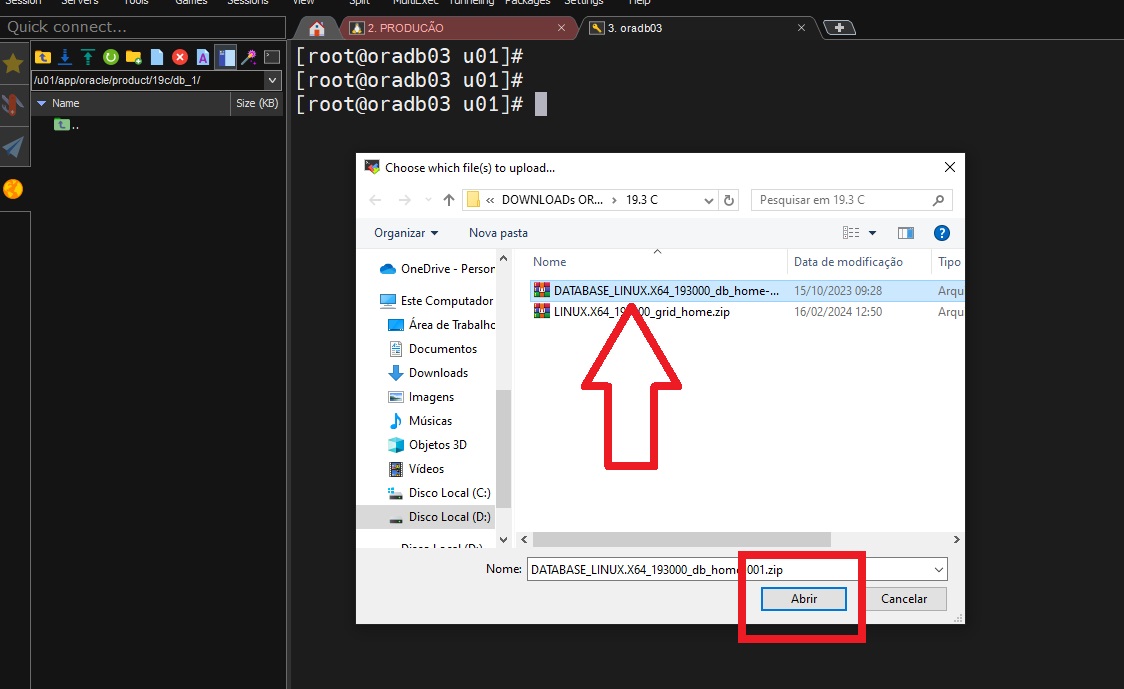 Session Servers Tools Games Sessions View Split MultiExec Tunneling Packages Settings Help
Quick connect...
2. PRODUCÃO
3. oradb03
/u01/app/oracle/product/19c/db_1/
Name Size (KB)
..
[root@oradb03 u01]#
[root@oradb03 u01]#
[root@oradb03 u01]#
Choose which file(s) to upload...
« DOWNLOADs OR... › 19.3 C
Pesquisar em 19.3 C
Organizar Nova pasta
OneDrive - Person
Este Computador
Área de Trabalho
Documentos
Downloads
Imagens
Músicas
Objetos 3D
Vídeos
Disco Local (C:)
Disco Local (D:)
Disco Local (D:)
Nome Data de modificação Tipo
DATABASE_LINUX.X64_193000_db_home-... 15/10/2023 09:28 Arqu
LINUX.X64_193000_grid_home.zip 16/02/2024 12:50 Arqu
Nome: DATABASE_LINUX.X64_193000_db_home 001.zip
Abrir Cancelar